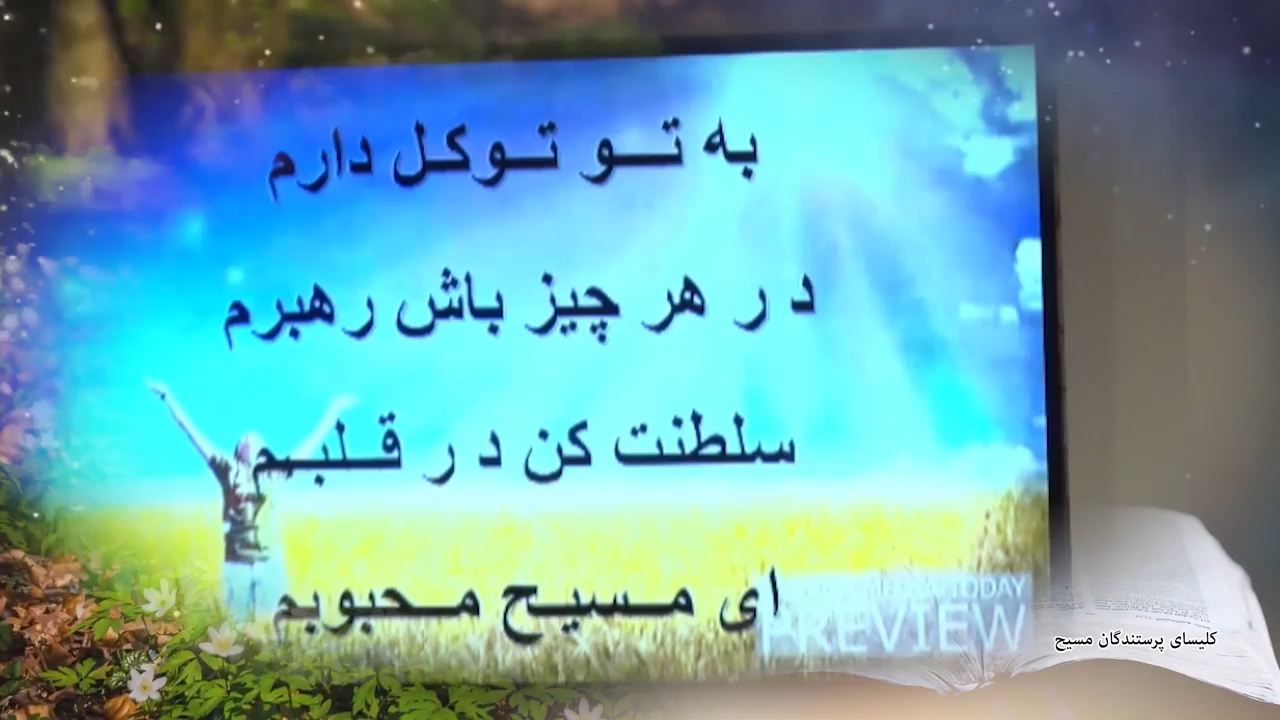 به تو توکل دارم
در هر چیز باش رهبرم
سلطنت کن در قلبم
ای مسیح محبوبم
TODAY
PREVIEW
کلیسای پرستندگان مسیح